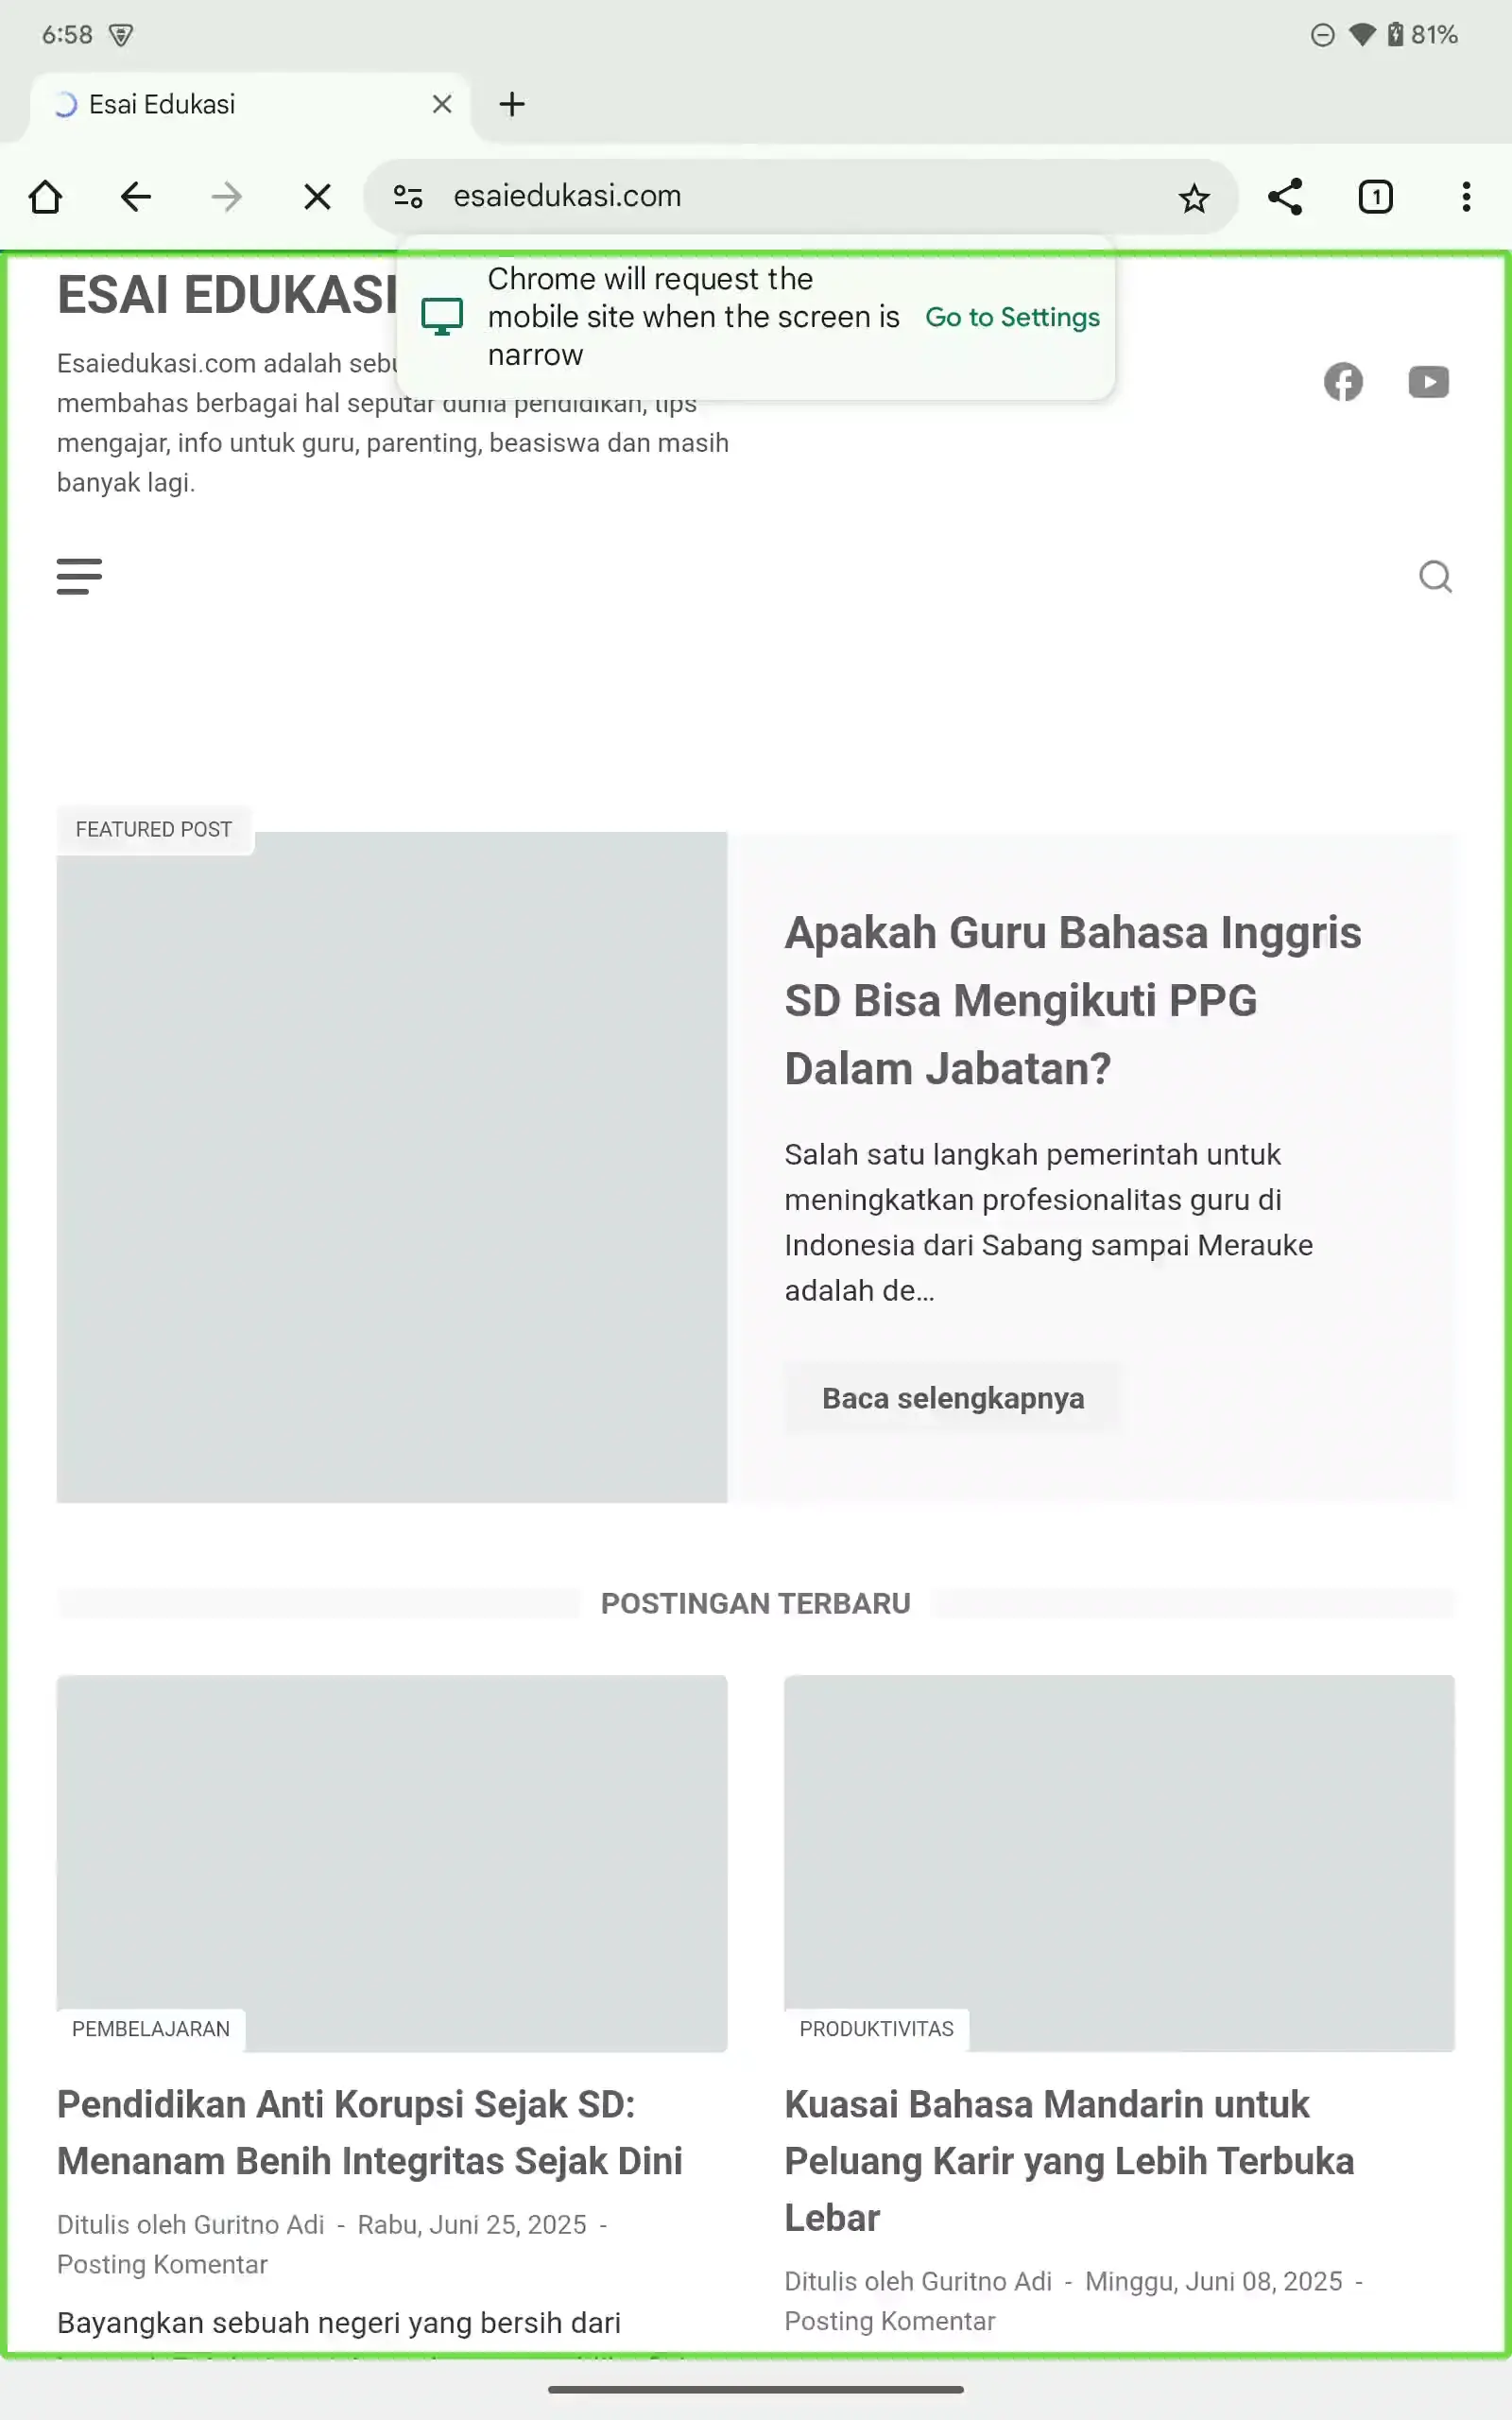 6:58
81%
Esai Edukasi
esaiedukasi.com
1
Chrome will request the
mobile site when the screen is
narrow
Go to Settings
ESAI EDUKASI
Esaiedukasi.com adalah
membahas berbagai hal seputar dunia pendidikan, tips
mengajar, info untuk guru, parenting, beasiswa dan masih
banyak lagi.
FEATURED POST
Apakah Guru Bahasa Inggris
SD Bisa Mengikuti PPG
Dalam Jabatan?
Salah satu langkah pemerintah untuk
meningkatkan profesionalitas guru di
Indonesia dari Sabang sampai Merauke
adalah de...
Baca selengkapnya
POSTINGAN TERBARU
PEMBELAJARAN
Pendidikan Anti Korupsi Sejak SD:
Menanam Benih Integritas Sejak Dini
Ditulis oleh Guritno Adi - Rabu, Juni 25, 2025 -
Posting Komentar
Bayangkan sebuah negeri yang bersih dari
PRODUKTIVITAS
Kuasai Bahasa Mandarin untuk
Peluang Karir yang Lebih Terbuka
Lebar
Ditulis oleh Guritno Adi - Minggu, Juni 08, 2025 -
Posting Komentar